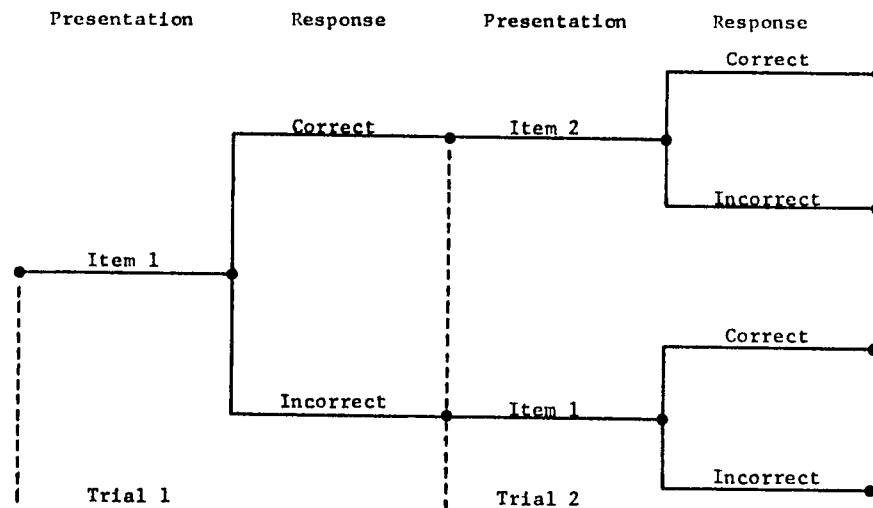 Presentation Response Presentation Response
Correct
Correct Item 2
Incorrect
Item 1
Correct
Incorrect Item 1
Incorrect
Trial 1 Trial 2